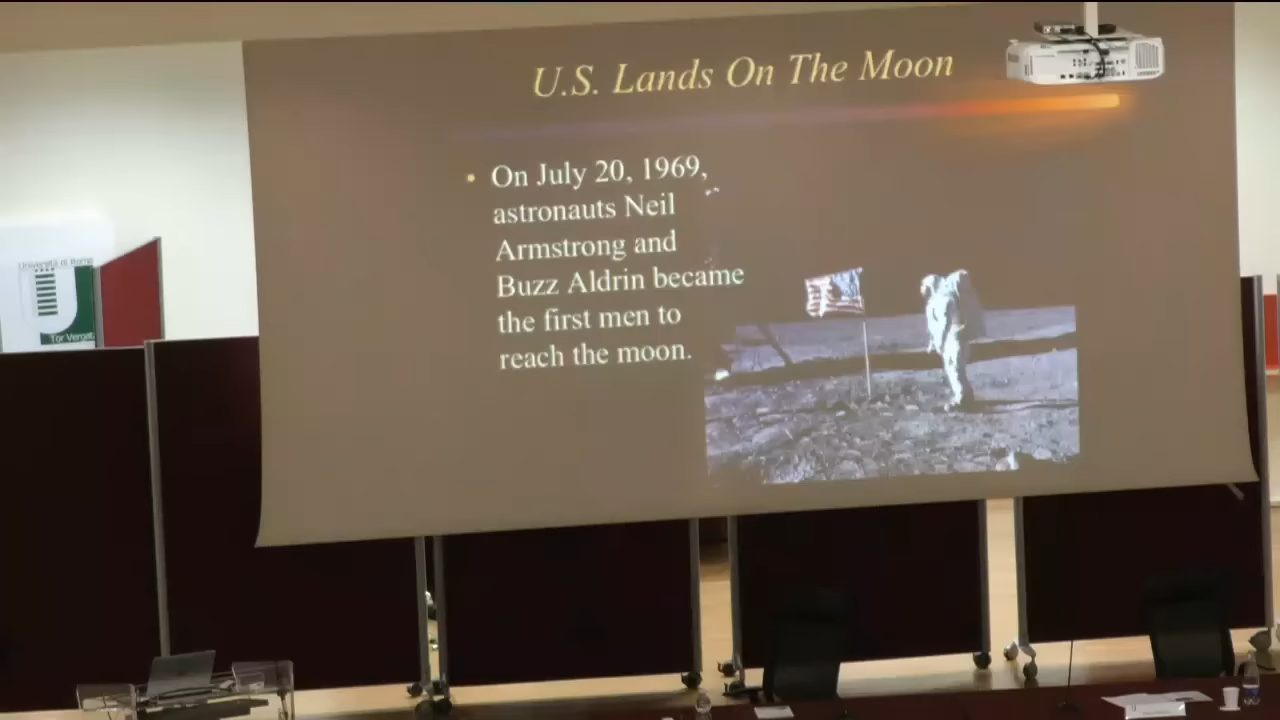 U.S. Lands On The Moon
• On July 20, 1969,
astronauts Neil
Armstrong and
Buzz Aldrin became
the first men to
reach the moon.
Università di Roma
Tor Vergat